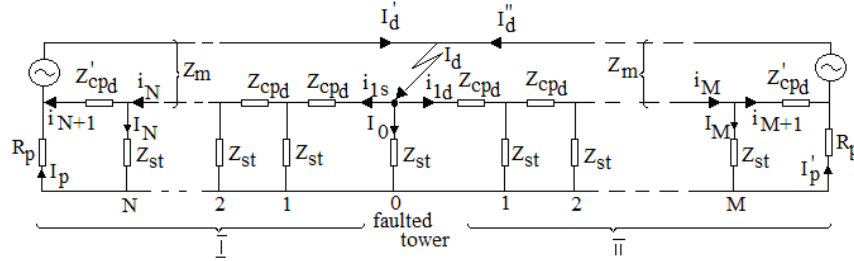 I'd I''d
Id
Z'cpd Zm Zm Z'cpd
Zcpd Zcpd Zcpd Zcpd
iN i1s i1d iM
iN+1 IN I0 IM iM+1
Rp Ip Zst Zst Zst Zst Zst Zst Zst I'p Rp
N 2 1 0 1 2 M
faulted
tower
I II